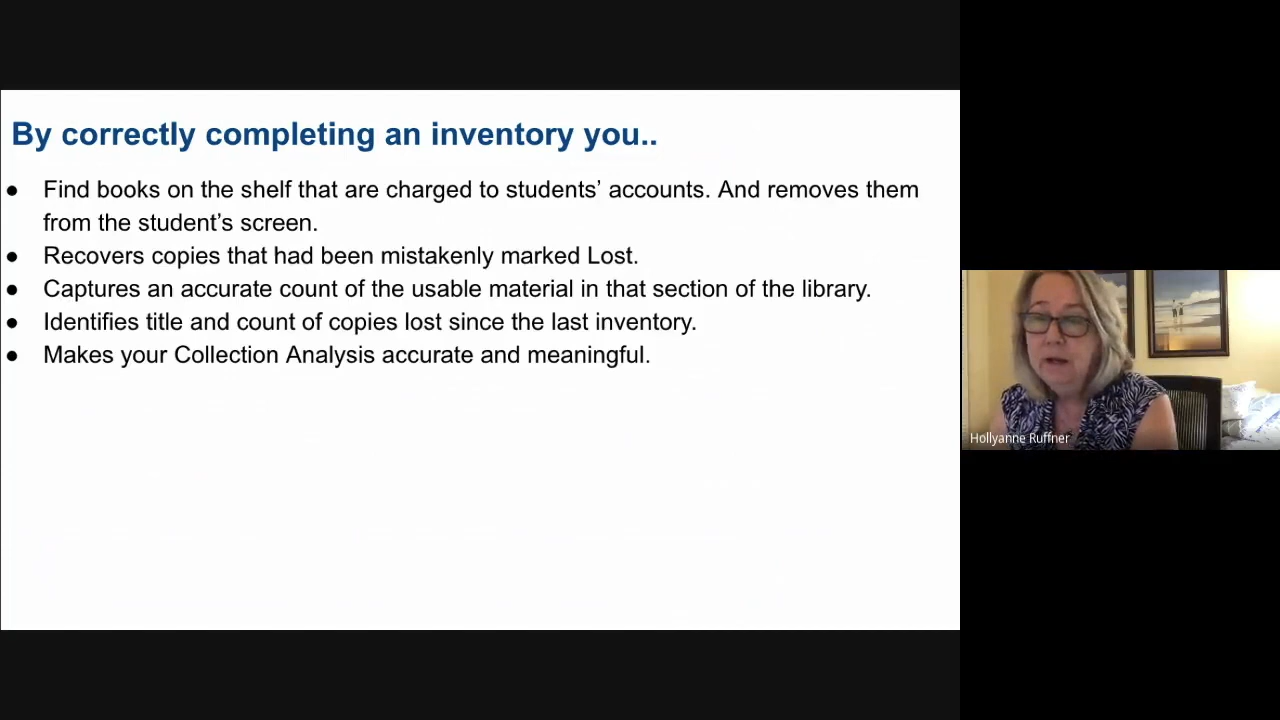 By correctly completing an inventory you..
● Find books on the shelf that are charged to students’ accounts. And removes them
from the student’s screen.
● Recovers copies that had been mistakenly marked Lost.
● Captures an accurate count of the usable material in that section of the library.
● Identifies title and count of copies lost since the last inventory.
● Makes your Collection Analysis accurate and meaningful.
Hollyanne Ruffner